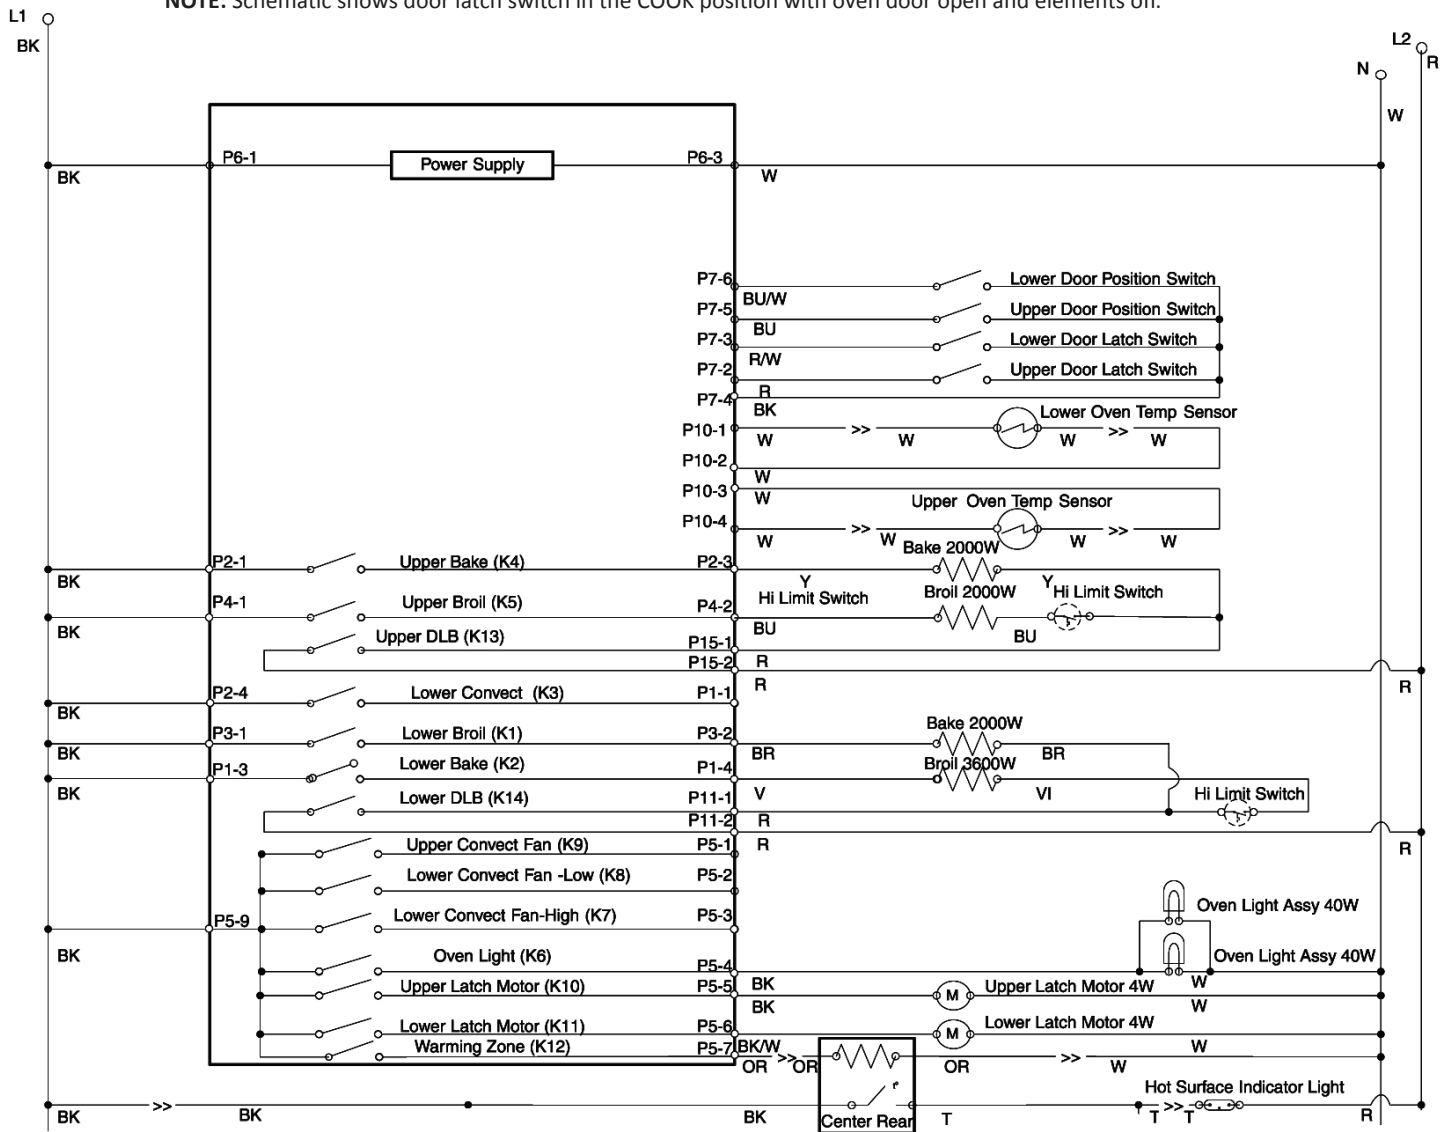 NOTE: Schematic shows door latch switch in the COOK position with oven door open and elements off.
L1
BK
L2
R
N
W
P6-1
Power Supply
P6-3
BK
W
P7-6
Lower Door Position Switch
BU/W
P7-5
Upper Door Position Switch
BU
P7-3
Lower Door Latch Switch
R/W
P7-2
Upper Door Latch Switch
R
P7-4
BK
Lower Oven Temp Sensor
P10-1
>>
>>
W
W
W
W
P10-2
W
P10-3
W
Upper Oven Temp Sensor
P10-4
>>
>>
W
W
W
W
Bake 2000W
P2-1
Upper Bake (K4)
P2-3
BK
Y
Y
Hi Limit Switch
Broil 2000W
Hi Limit Switch
P4-1
Upper Broil (K5)
P4-2
BK
BU
BU
Upper DLB (K13)
P15-1
R
P15-2
R
R
P2-4
Lower Convect (K3)
P1-1
BK
Bake 2000W
P3-1
Lower Broil (K1)
P3-2
BK
BR
BR
P1-3
Lower Bake (K2)
P1-4
Broil 3600W
BK
V
VI
Hi Limit Switch
Lower DLB (K14)
P11-1
R
P11-2
R
R
Upper Convect Fan (K9)
P5-1
Lower Convect Fan -Low (K8)
P5-2
P5-9
Lower Convect Fan-High (K7)
P5-3
BK
Oven Light Assy 40W
Oven Light (K6)
P5-4
Oven Light Assy 40W
BK
W
Upper Latch Motor (K10)
P5-5
M
Upper Latch Motor 4W
BK
W
Lower Latch Motor (K11)
P5-6
M
Lower Latch Motor 4W
BK/W
W
Warming Zone (K12)
P5-7
>>
>>
OR
OR
OR
W
Hot Surface Indicator Light
BK
>>
BK
BK
Center Rear
T
T
>>
T
R